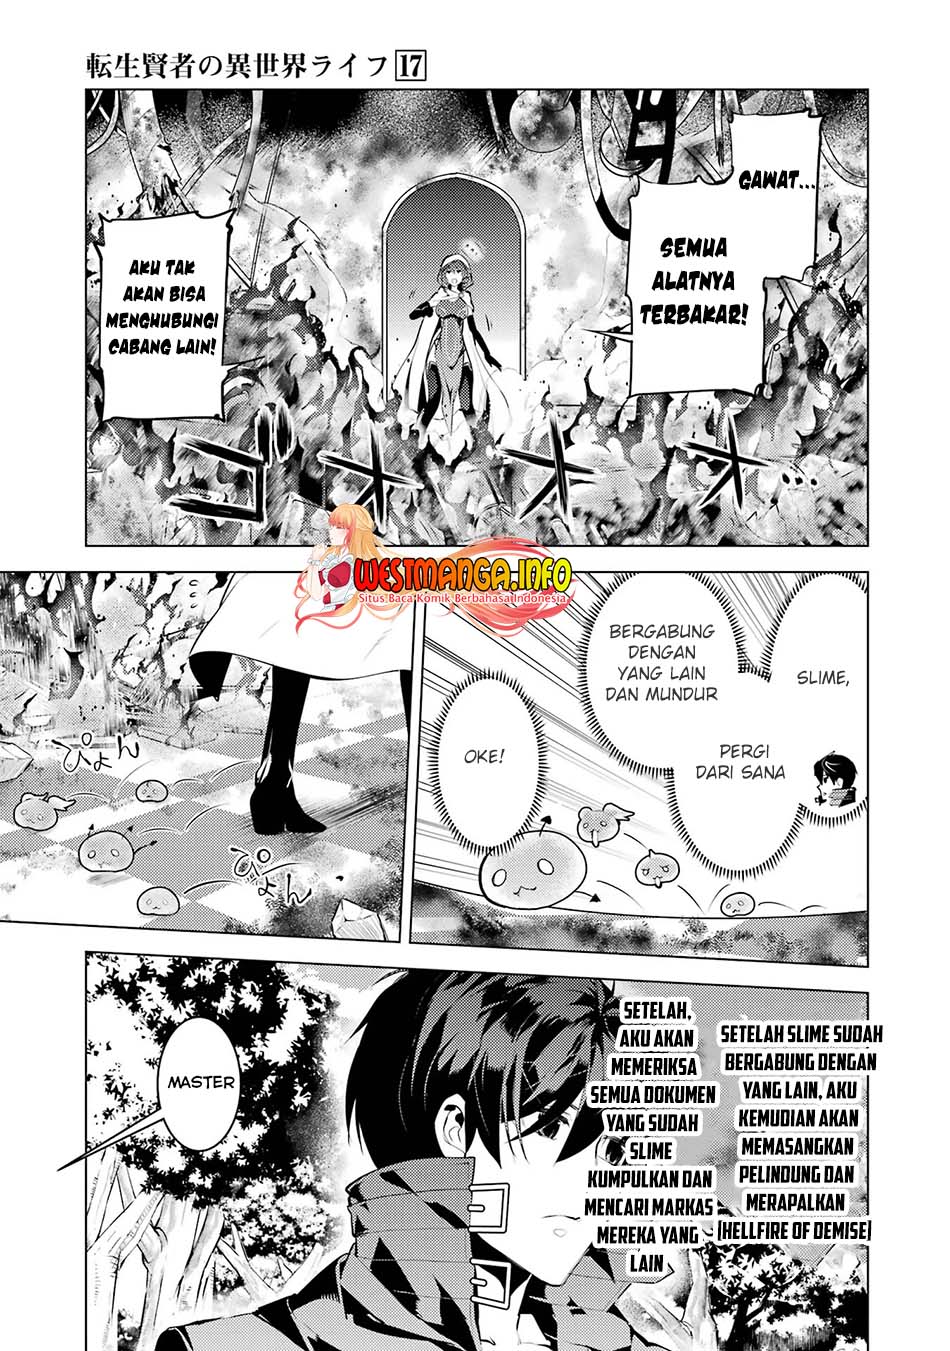 転生賢者の異世界ライフ 17
GAWAT...
SEMUA
ALATNYA
TERBAKAR!
AKU TAK
AKAN BISA
MENGHUBUNGI
CABANG LAIN!
ゴオオオ
WESTMANGA.INFO
Situs Baca Komik Berbahasa Indonesia
SLIME,
PERGI
DARI SANA
BERGABUNG
DENGAN
YANG LAIN
DAN MUNDUR
OKE!
ぴょん
ぴょん
SETELAH SLIME SUDAH
BERGABUNG DENGAN
YANG LAIN, AKU
KEMUDIAN AKAN
MEMASANGKAN
PELINDUNG DAN
MERAPALKAN
[HELLFIRE OF DEMISE]
SETELAH,
AKU AKAN
MEMERIKSA
SEMUA DOKUMEN
YANG SUDAH
SLIME
KUMPULKAN DAN
MENCARI MARKAS
MEREKA YANG
LAIN
MASTER